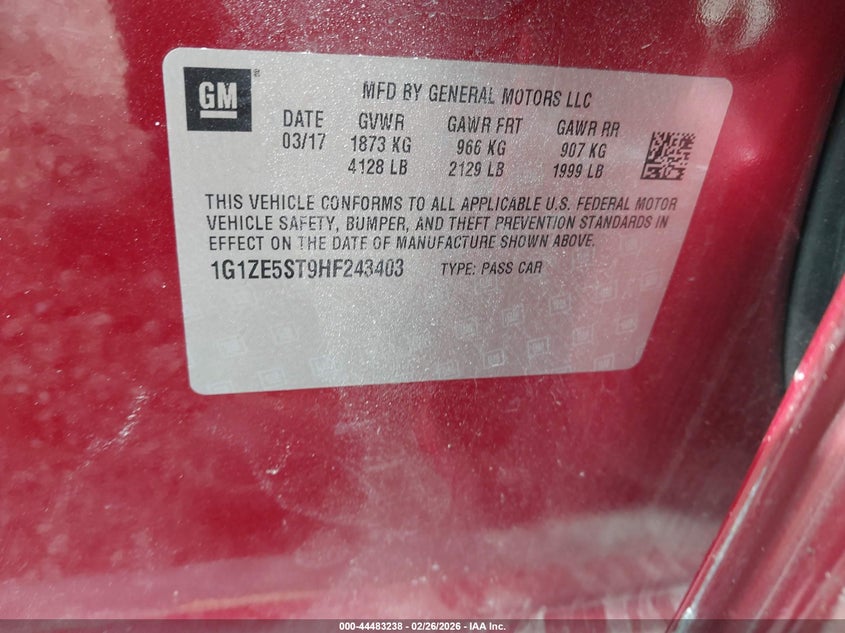 GM
MFD BY GENERAL MOTORS LLC
DATE GVWR GAWR FRT GAWR RR
03/17 1873 KG 966 KG 907 KG
4128 LB 2129 LB 1999 LB
THIS VEHICLE CONFORMS TO ALL APPLICABLE U.S. FEDERAL MOTOR
VEHICLE SAFETY, BUMPER, AND THEFT PREVENTION STANDARDS IN
EFFECT ON THE DATE OF MANUFACTURE SHOWN ABOVE.
1G1ZE5ST9HF243403 TYPE: PASS CAR
000-44483238 - 02/26/2026 - IAA Inc.